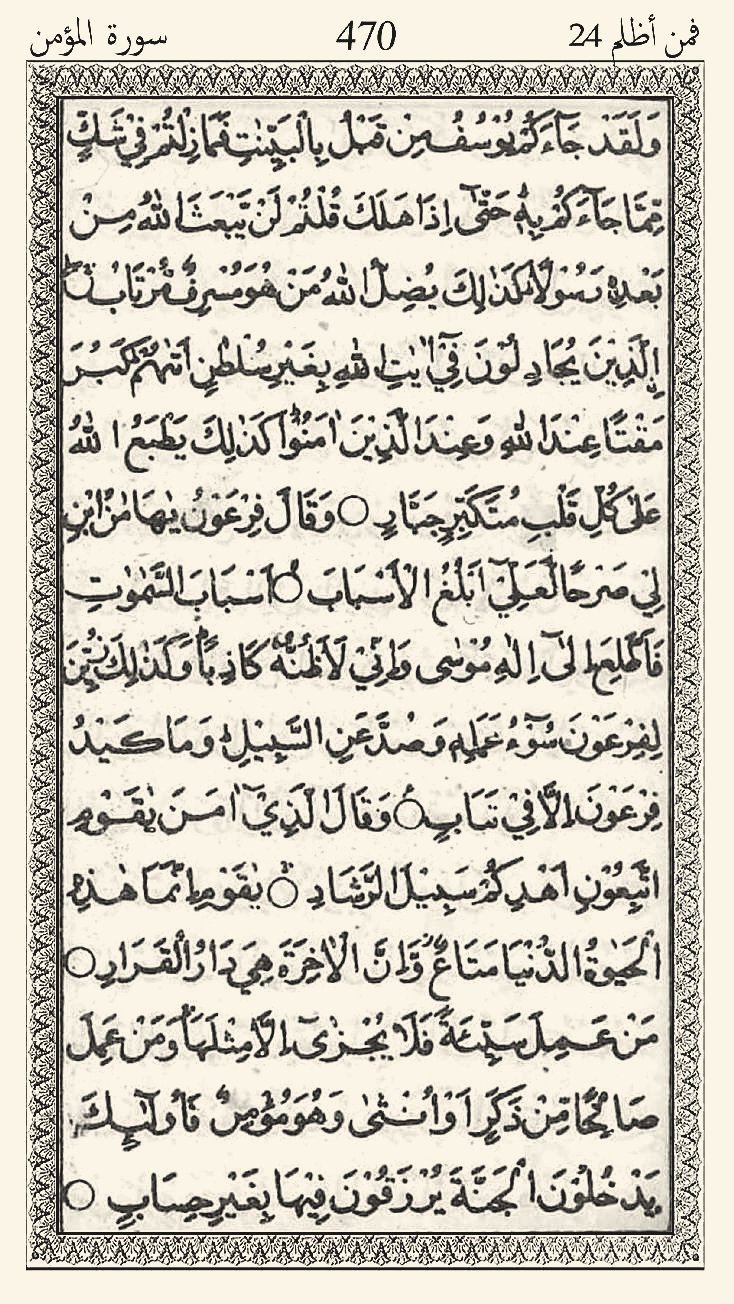 فمن أظلم 24 470 سورة المؤمن
وَلَقَدْ جَآءَكُمْ يُوْسُفُ مِنْ قَبْلُ بِالْبَيِّنٰتِ فَمَا زِلْتُمْ فِيْ شَكٍّ
مِّمَّا جَآءَكُمْ بِهٖ حَتّٰٓى اِذَا هَلَكَ قُلْتُمْ لَنْ يَّبْعَثَ اللّٰهُ مِنْ
بَعْدِهٖ رَسُوْلًا كَذٰلِكَ يُضِلُّ اللّٰهُ مَنْ هُوَ مُسْرِفٌ مُّرْتَابُ
الَّذِيْنَ يُجَادِلُوْنَ فِيْٓ اٰيٰتِ اللّٰهِ بِغَيْرِ سُلْطٰنٍ اَتٰىهُمْ كَبُرَ
مَقْتًا عِنْدَ اللّٰهِ وَعِنْدَ الَّذِيْنَ اٰمَنُوْا كَذٰلِكَ يَطْبَعُ اللّٰهُ
عَلٰى كُلِّ قَلْبِ مُتَكَبِّرٍ جَبَّارٍ ○ وَقَالَ فِرْعَوْنُ يٰهَامٰنُ ابْنِ
لِيْ صَرْحًا لَّعَلِّيْٓ اَبْلُغُ الْاَسْبَابَ ○ اَسْبَابَ السَّمٰوٰتِ
فَاَطَّلِعَ اِلٰٓى اِلٰهِ مُوْسٰى وَاِنِّيْ لَاَظُنُّهٗ كَاذِبًا وَكَذٰلِكَ زُيِّنَ
لِفِرْعَوْنَ سُوْٓءُ عَمَلِهٖ وَصُدَّ عَنِ السَّبِيْلِ وَمَا كَيْدُ
فِرْعَوْنَ اِلَّا فِيْ تَبَابٍ ○ وَقَالَ الَّذِيْٓ اٰمَنَ يٰقَوْمِ
اتَّبِعُوْنِ اَهْدِكُمْ سَبِيْلَ الرَّشَادِ ○ يٰقَوْمِ اِنَّمَا هٰذِهِ
الْحَيٰوةُ الدُّنْيَا مَتَاعٌ وَّاِنَّ الْاٰخِرَةَ هِيَ دَارُ الْقَرَارِ ○
مَنْ عَمِلَ سَيِّئَةً فَلَا يُجْزٰٓى اِلَّا مِثْلَهَا وَمَنْ عَمِلَ
صَالِحًا مِّنْ ذَكَرٍ اَوْ اُنْثٰى وَهُوَ مُؤْمِنٌ فَاُولٰٓئِكَ
يَدْخُلُوْنَ الْجَنَّةَ يُرْزَقُوْنَ فِيْهَا بِغَيْرِ حِسَابٍ ○